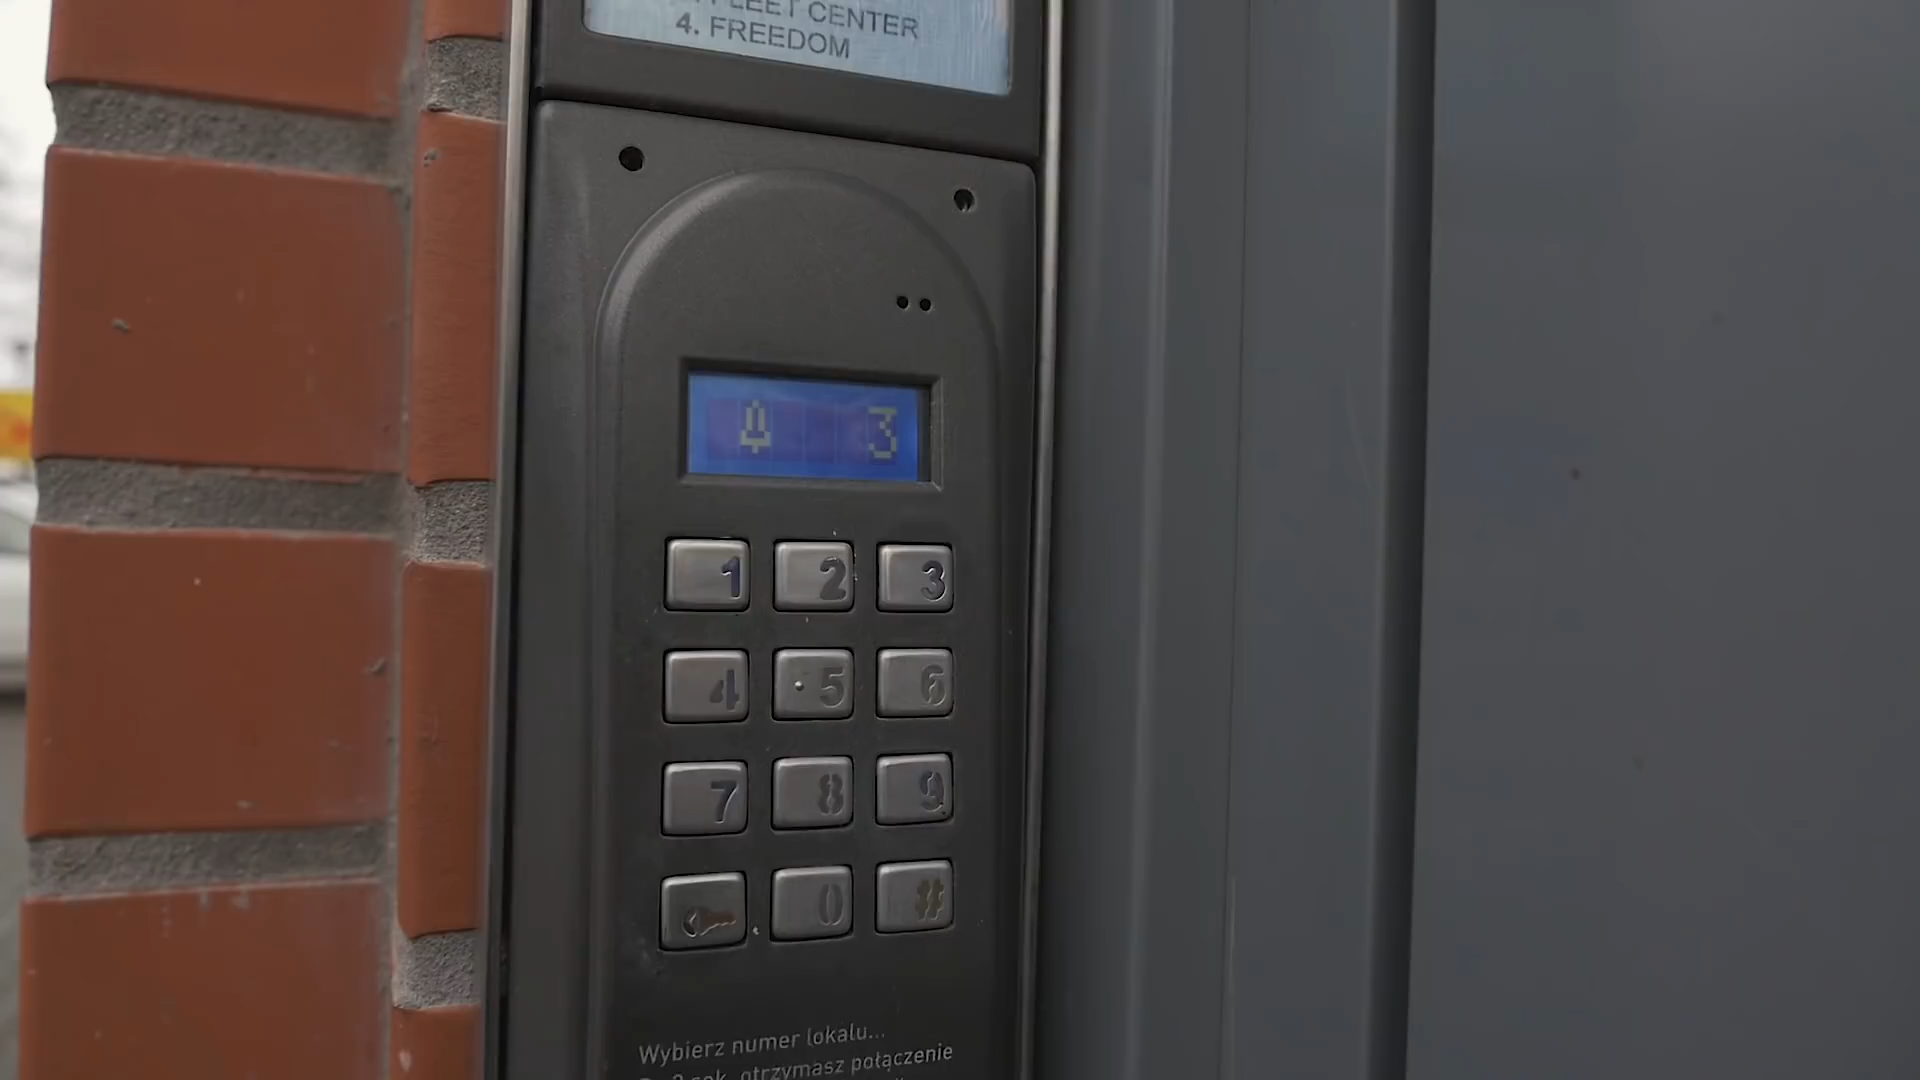 FLEET CENTER
4. FREEDOM
3
1 2 3
4 5 6
7 8 9
0 #
Wybierz numer lokalu...
otrzymasz połączenie